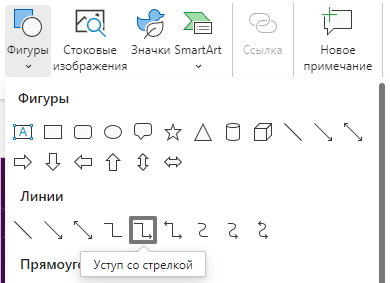 Фигуры
Стоковые
изображения
Значки
SmartArt
Ссылка
Новое
примечание
Фигуры
A
Линии
Уступ со стрелкой